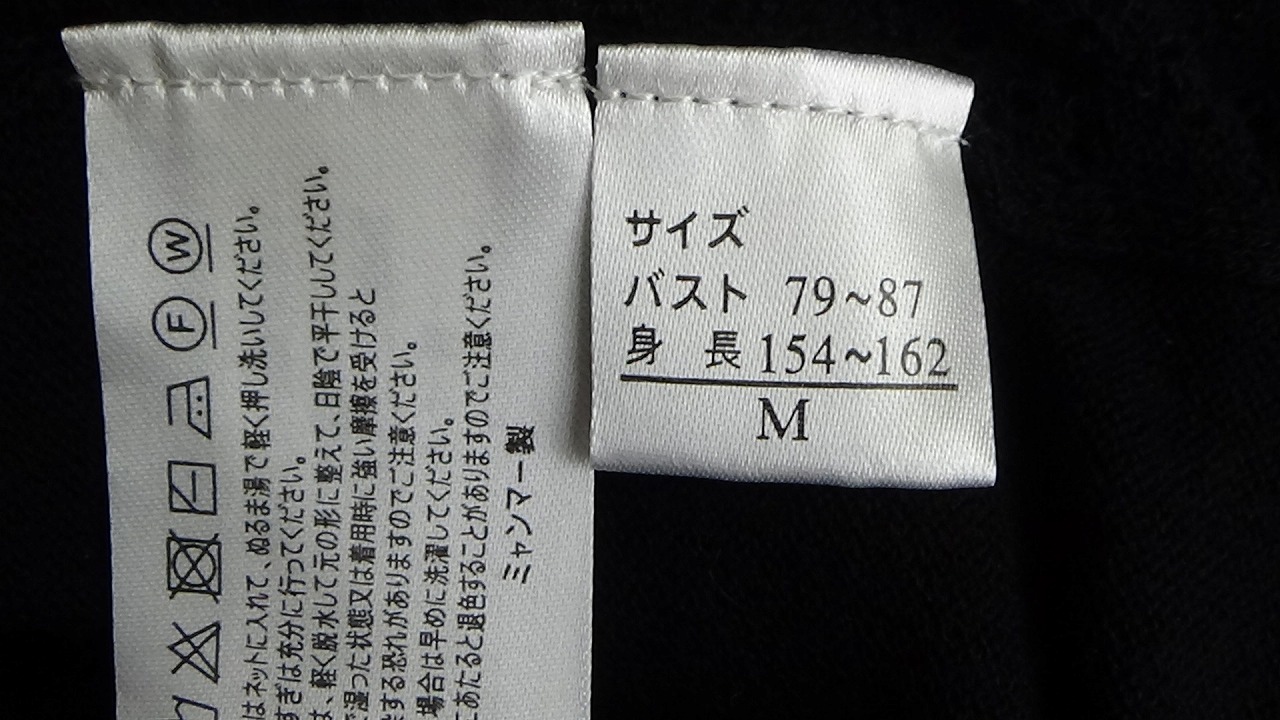 サイズ
バスト 79~87
身 長 154~162
M
W
F
はネットに入れて、ぬるま湯で軽く押し洗いしてください。
すぎは充分に行ってください。
は、軽く脱水して元の形に整えて、日陰で平干ししてください。
で湿った状態又は着用時に強い摩擦を受けると
する恐れがありますのでご注意ください。
場合は早めに洗濯してください。
にあたると退色することがありますのでご注意ください。
ミャンマー製